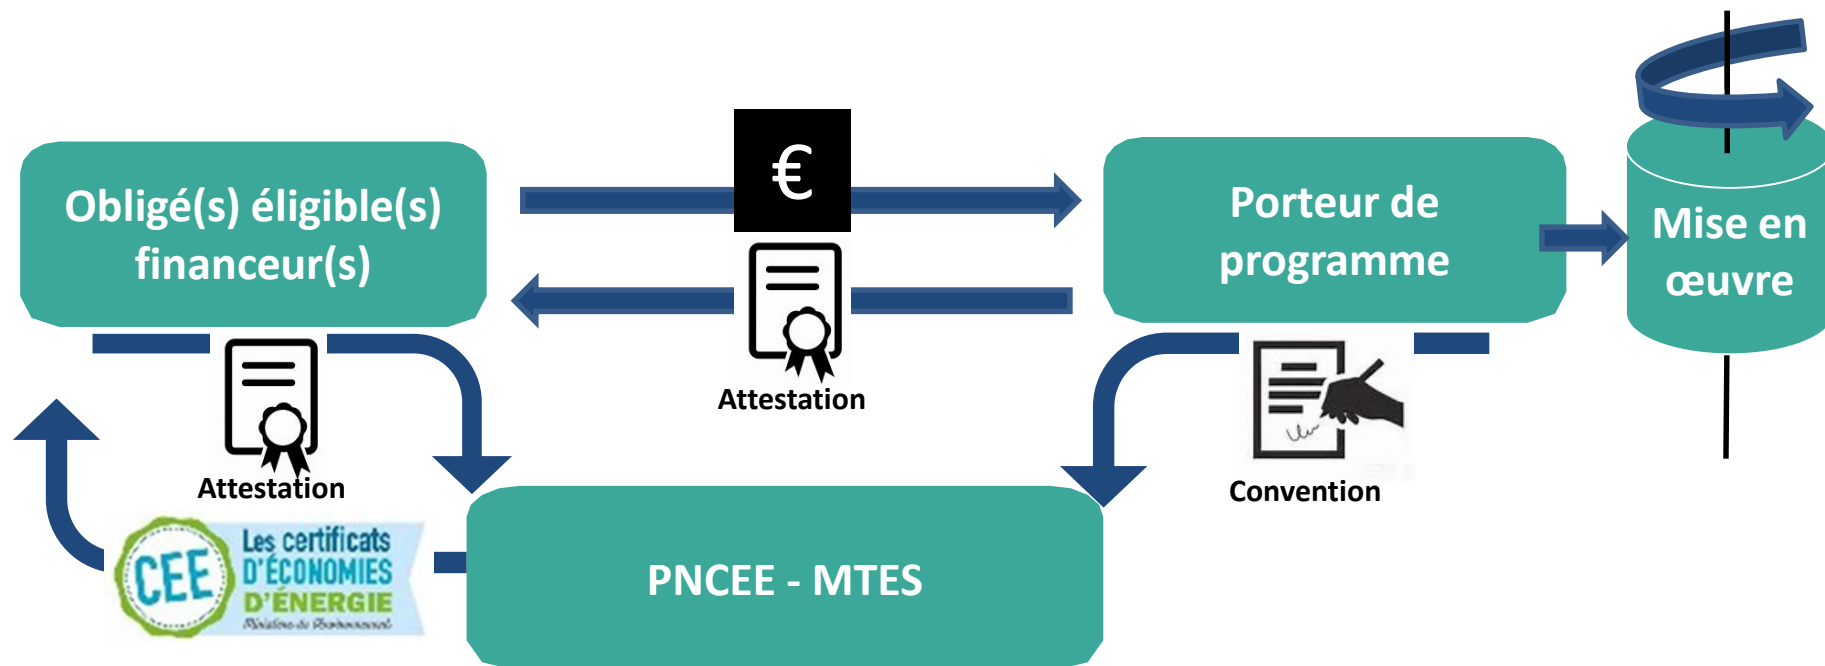 €
Obligé(s) éligible(s)
financeur(s)
Porteur de
programme
Mise en
œuvre
Attestation
Attestation
Convention
CEE
Les certificats
D'ÉCONOMIES
D'ÉNERGIE
PNCEE - MTES